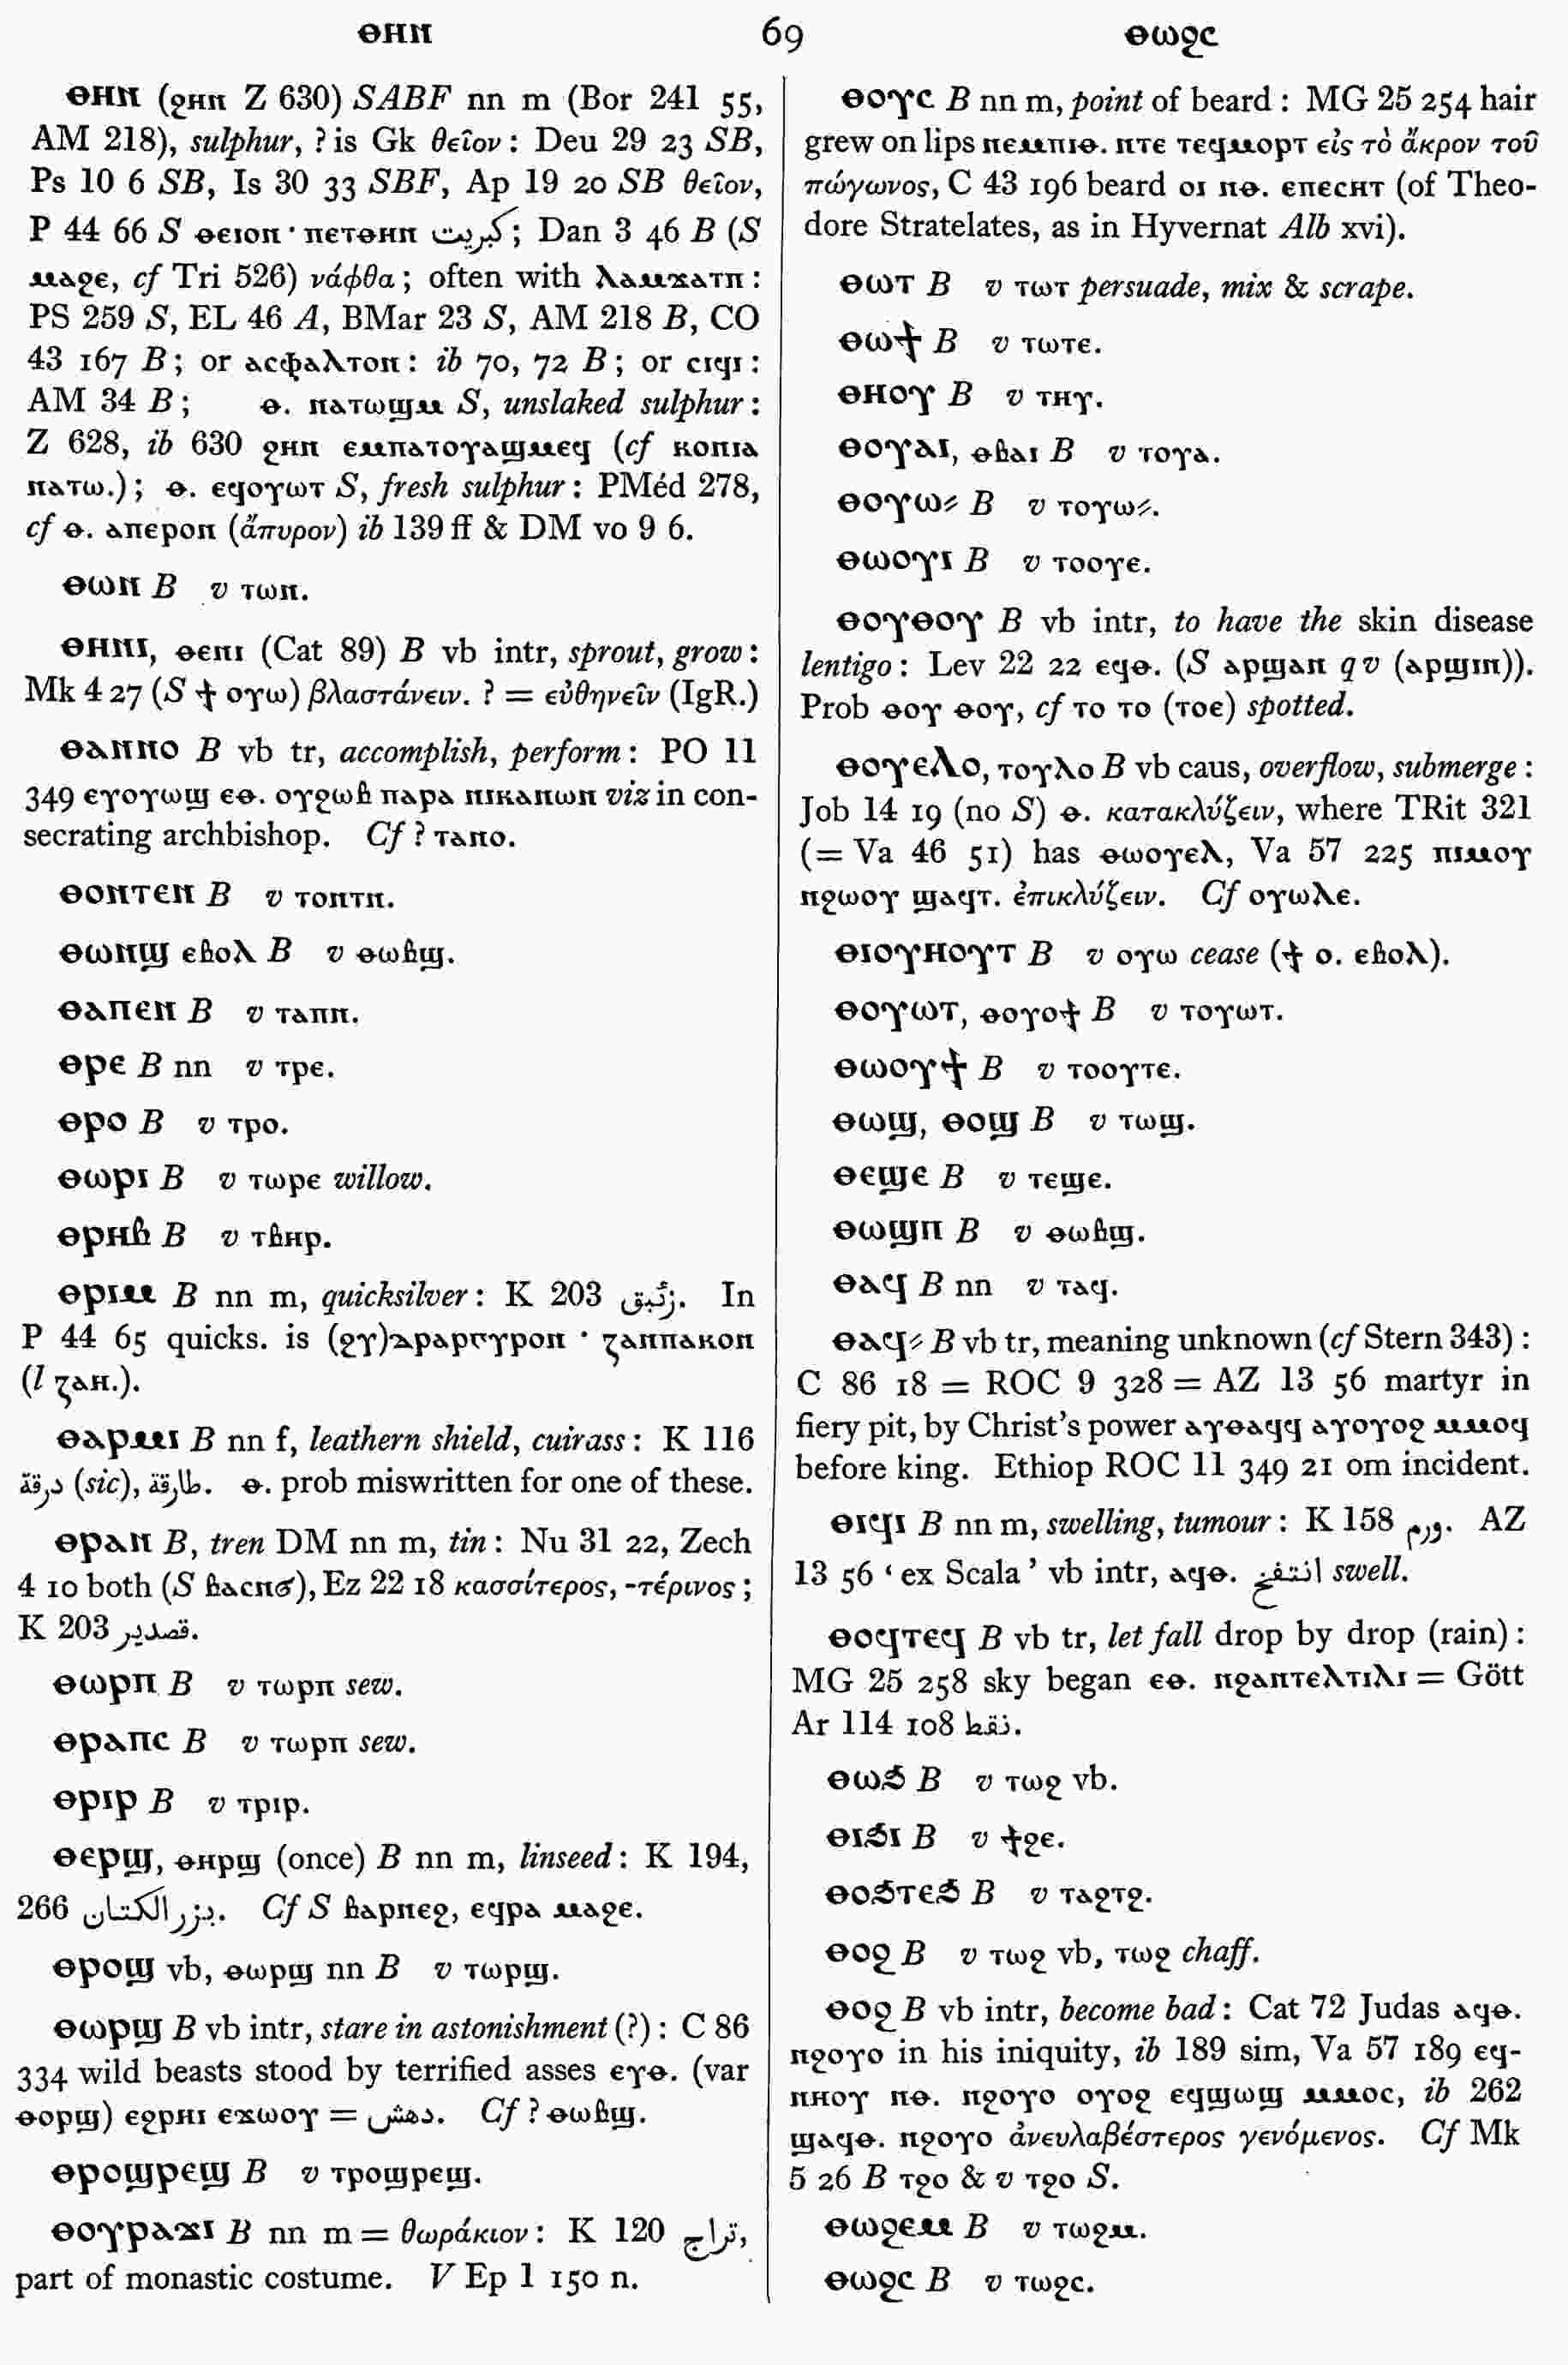 ⲑⲏⲛ 69 ⲑⲱϩⲥ
ⲑⲏⲛ (ϩⲏⲛ Z 630) SABF nn m (Bor 241 55,
AM 218), sulphur, ? is Gk θεῖον : Deu 29 23 SB,
Ps 10 6 SB, Is 30 33 SBF, Ap 19 20 SB θεῖον,
P 44 66 S ⲑⲉⲓⲟⲛ · ⲡⲉⲧⲑⲏⲛ كبريت ; Dan 3 46 B (S
ⲙⲁϩⲉ, cf Tri 526) νάφθα ; often with ⲗⲁⲙϫⲁⲧⲡ :
PS 259 S, EL 46 A, BMar 23 S, AM 218 B, CO
43 167 B ; or ⲁⲥⲫⲁⲗⲧⲟⲛ : ib 70, 72 B ; or ⲥⲓϥⲓ :
AM 34 B ; ⲑ. ⲛⲁⲧⲱϣⲙ S, unslaked sulphur :
Z 628, ib 630 ϩⲏⲛ ⲉⲙⲡⲁⲧⲟⲩⲁϣⲙⲉϥ (cf ⲕⲟⲛⲓⲁ
ⲛⲁⲧⲱ.) ; ⲑ. ⲉϥⲟⲩⲱⲧ S, fresh sulphur : PMéd 278,
cf ⲑ. ⲁⲡⲉⲣⲟⲛ (ἄπυρον) ib 139 ff & DM vo 9 6.
ⲑⲱⲛ B v ⲧⲱⲛ.
ⲑⲏⲛⲓ, ⲑⲉⲛⲓ (Cat 89) B vb intr, sprout, grow :
Mk 4 27 (S ϯ ⲟⲩⲱ) βλαστάνειν. ? = εὐθηνεῖν (IgR.)
ⲑⲁⲛⲛⲟ B vb tr, accomplish, perform : PO 11
349 ⲉⲩⲟⲩⲱϣ ⲉⲑ. ⲟⲩϩⲱⲃ ⲡⲁⲣⲁ ⲛⲓⲕⲁⲛⲱⲛ viz in con-
secrating archbishop. Cf ? ⲧⲁⲛⲟ.
ⲑⲟⲛⲧⲉⲛ B v ⲧⲟⲛⲧⲛ.
ⲑⲱⲛϣ ⲉⲃⲟⲗ B v ⲑⲱⲃϣ.
ⲑⲁⲡⲉⲛ B v ⲧⲁⲡⲛ.
ⲑⲣⲉ B nn v ⲧⲣⲉ.
ⲑⲣⲟ B v ⲧⲣⲟ.
ⲑⲱⲣⲓ B v ⲧⲱⲣⲉ willow.
ⲑⲣⲏⲃ B v ⲧⲃⲏⲣ.
ⲑⲣⲓⲙ B nn m, quicksilver : K 203 زئبق. In
P 44 65 quicks. is (ϩⲩ)ⲇⲣⲁⲣⲅⲩⲣⲟⲛ · ⲍⲁⲛⲡⲁⲕⲟⲛ
(l ⲍⲁⲏ.).
ⲑⲁⲣⲙⲓ B nn f, leathern shield, cuirass : K 116
درقة (sic), طارقة. ⲑ. prob miswritten for one of these.
ⲑⲣⲁⲛ B, tren DM nn m, tin : Nu 31 22, Zech
4 10 both (S ⲃⲁⲥⲛϭ), Ez 22 18 κασσίτερος, -τέρινος ;
K 203 قصدير.
ⲑⲱⲣⲡ B v ⲧⲱⲣⲡ sew.
ⲑⲣⲁⲡⲥ B v ⲧⲱⲣⲡ sew.
ⲑⲣⲓⲣ B v ⲧⲣⲓⲣ.
ⲑⲉⲣϣ, ⲑⲏⲣϣ (once) B nn m, linseed : K 194,
266 بزر الكتان. Cf S ⲃⲁⲣⲡⲉϩ, ⲉϥⲣⲁ ⲙⲁϩⲉ.
ⲑⲣⲟϣ vb, ⲑⲱⲣϣ nn B v ⲧⲱⲣϣ.
ⲑⲱⲣϣ B vb intr, stare in astonishment (?) : C 86
334 wild beasts stood by terrified asses ⲉⲩⲑ. (var
ⲑⲟⲣϣ) ⲉϩⲣⲏⲓ ⲉϫⲱⲟⲩ = دهش. Cf ? ⲑⲱⲃϣ.
ⲑⲣⲟϣⲣⲉϣ B v ⲧⲣⲟϣⲣⲉϣ.
ⲑⲟⲩⲣⲁϫⲓ B nn m = θωράκιον : K 120 تراج,
part of monastic costume. V Ep 1 150 n.
ⲑⲟⲩⲥ B nn m, point of beard : MG 25 254 hair
grew on lips ⲛⲉⲙⲡⲓⲑ. ⲛⲧⲉ ⲧⲉϥⲙⲟⲣⲧ εἰς τὸ ἄκρον τοῦ
πώγωνος, C 43 196 beard ⲟⲓ ⲛⲑ. ⲉⲡⲉⲥⲏⲧ (of Theo-
dore Stratelates, as in Hyvernat Alb xvi).
ⲑⲱⲧ B v ⲧⲱⲧ persuade, mix & scrape.
ⲑⲱϯ B v ⲧⲱⲧⲉ.
ⲑⲏⲟⲩ B v ⲧⲏⲩ.
ⲑⲟⲩⲁⲓ, ⲑⲃⲁⲓ B v ⲧⲟⲩⲁ.
ⲑⲟⲩⲱ⸗ B v ⲧⲟⲩⲱ⸗.
ⲑⲱⲟⲩⲓ B v ⲧⲟⲟⲩⲉ.
ⲑⲟⲩⲑⲟⲩ B vb intr, to have the skin disease
lentigo : Lev 22 22 ⲉϥⲑ. (S ⲁⲣϣⲁⲛ q v (ⲁⲣϣⲓⲛ)).
Prob ⲑⲟⲩ ⲑⲟⲩ, cf ⲧⲟ ⲧⲟ (ⲧⲟⲉ) spotted.
ⲑⲟⲩⲉⲗⲟ, ⲧⲟⲩⲗⲟ B vb caus, overflow, submerge :
Job 14 19 (no S) ⲑ. κατακλύζειν, where TRit 321
(= Va 46 51) has ⲑⲱⲟⲩⲉⲗ, Va 57 225 ⲡⲓⲙⲟⲩ
ⲛϩⲱⲟⲩ ϣⲁϥⲧ. ἐπικλύζειν. Cf ⲟⲩⲱⲗⲉ.
ⲑⲓⲟⲩⲏⲟⲩⲧ B v ⲟⲩⲱ cease (ϯ ⲟ. ⲉⲃⲟⲗ).
ⲑⲟⲩⲱⲧ, ⲑⲟⲩⲟϯ B v ⲧⲟⲩⲱⲧ.
ⲑⲱⲟⲩϯ B v ⲧⲟⲟⲩⲧⲉ.
ⲑⲱϣ, ⲑⲟϣ B v ⲧⲱϣ.
ⲑⲉϣⲉ B v ⲧⲉϣⲉ.
ⲑⲱϣⲡ B v ⲑⲱⲃϣ.
ⲑⲁϥ B nn v ⲧⲁϥ.
ⲑⲁϥ⸗ B vb tr, meaning unknown (cf Stern 343) :
C 86 18 = ROC 9 328 = AZ 13 56 martyr in
fiery pit, by Christ's power ⲁⲩⲑⲁϥϥ ⲁⲩⲟⲩⲟϩ ⲙⲙⲟϥ
before king. Ethiop ROC 11 349 21 om incident.
ⲑⲓϥⲓ B nn m, swelling, tumour : K 158 ورم. AZ
13 56 ‘ ex Scala ’ vb intr, ⲁϥⲑ. انتفخ swell.
ⲑⲟϥⲧⲉϥ B vb tr, let fall drop by drop (rain) :
MG 25 258 sky began ⲉⲑ. ⲛϩⲁⲛⲧⲉⲗⲧⲓⲗⲓ = Gött
Ar 114 108 نقط.
ⲑⲱϧ B v ⲧⲱϩ vb.
ⲑⲓϧⲓ B v ϯϩⲉ.
ⲑⲟϧⲧⲉϧ B v ⲧⲁϩⲧϩ.
ⲑⲟϩ B v ⲧⲱϩ vb, ⲧⲱϩ chaff.
ⲑⲟϩ B vb intr, become bad : Cat 72 Judas ⲁϥⲑ.
ⲛϩⲟⲩⲟ in his iniquity, ib 189 sim, Va 57 189 ⲉϥ-
ⲛⲏⲟⲩ ⲛⲑ. ⲛϩⲟⲩⲟ ⲟⲩⲟϩ ⲉϥϣⲱϣ ⲙⲙⲟⲥ, ib 262
ϣⲁϥⲑ. ⲛϩⲟⲩⲟ ἀνευλαβέστερος γενόμενος. Cf Mk
5 26 B ⲧϩⲟ & v ⲧϩⲟ S.
ⲑⲱϩⲉⲙ B v ⲧⲱϩⲙ.
ⲑⲱϩⲥ B v ⲧⲱϩⲥ.